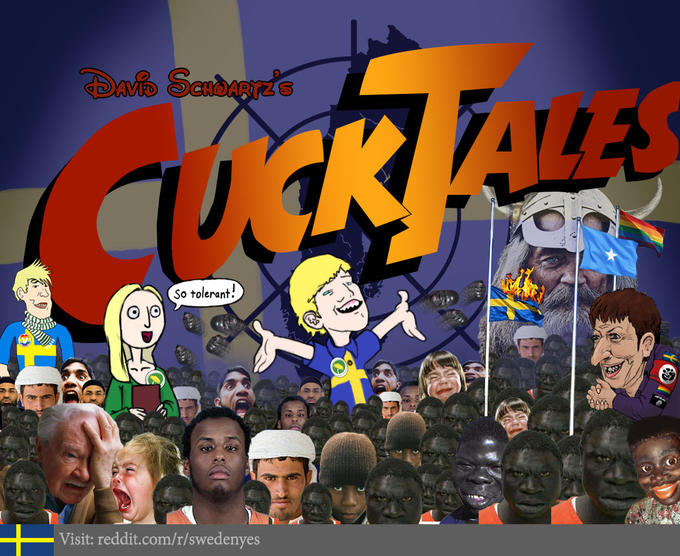 David Schwartz's
CuckTales
So tolerant!
Visit: reddit.com/r/swedenyes